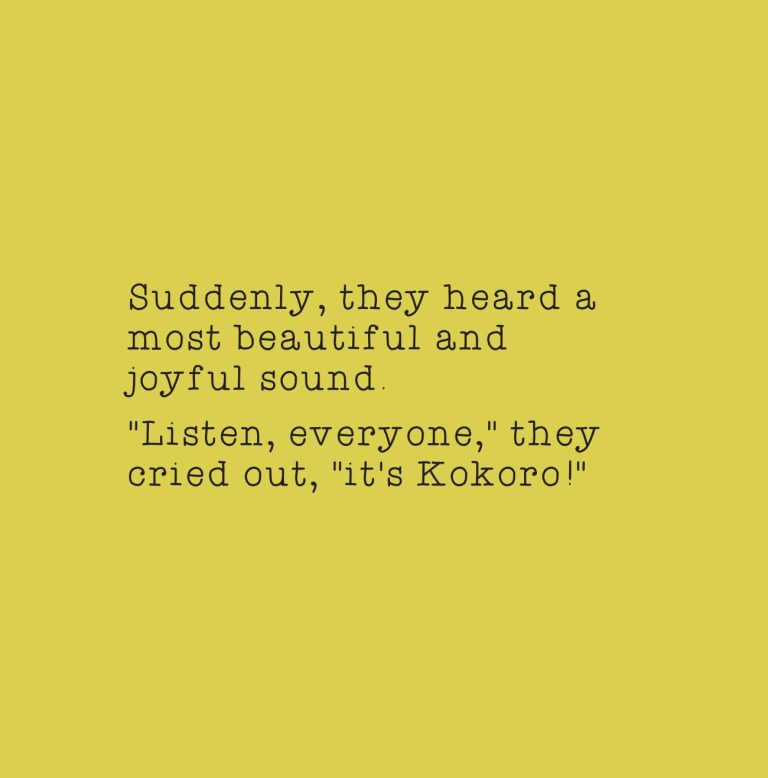 Suddenly, they heard a
most beautiful and
joyful sound.
"Listen, everyone," they
cried out, "it's Kokoro!"